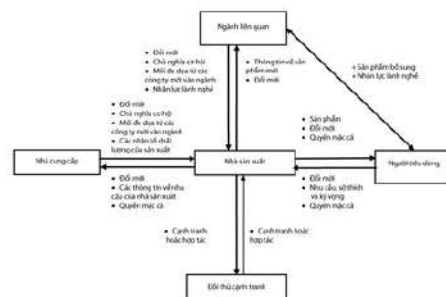 Ngành liên quan
• Đổi mới
• Chủ nghĩa cơ hội
• Mối đe dọa từ các
công ty mới vào ngành
• Nhân lực lành nghề
• Thông tin về sản
phẩm mới
• Đổi mới
+ Sản phẩm bổ sung
+ Nhân lực lành nghề
• Đổi mới
• Chủ nghĩa cơ hội
• Mối đe dọa từ các
công ty mới vào ngành
• Các nhân tố chất
lượng của sản xuất
• Sản phẩm
• Đổi mới
• Quyền mặc cả
Nhà cung cấp
Nhà sản xuất
Người tiêu dùng
• Đổi mới
• Các thông tin về nhu
cầu của nhà sản xuất
• Quyền mặc cả
• Đổi mới
• Nhu cầu, sở thích
và kỳ vọng
• Quyền mặc cả
• Cạnh tranh
hoặc hợp tác
• Cạnh tranh hoặc
hợp tác
Đối thủ cạnh tranh